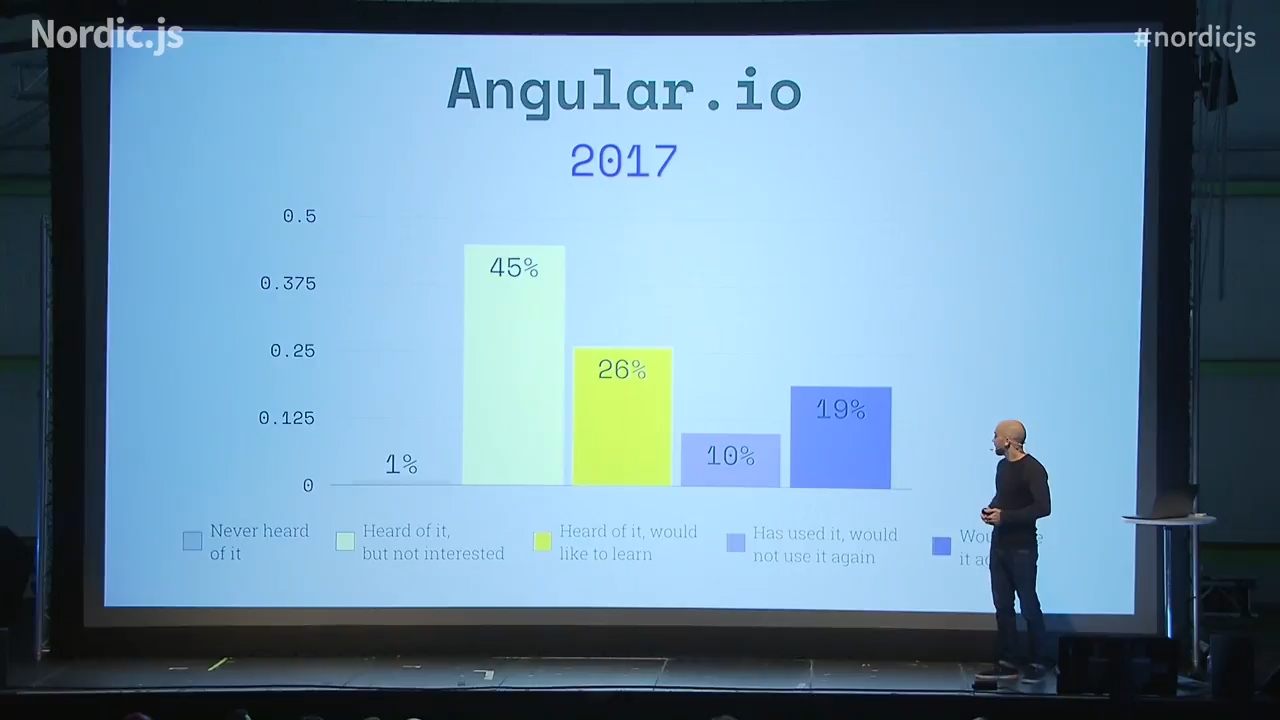 Nordic.js
#nordicjs
Angular.io
2017
0.5
0.375
0.25
0.125
0
1%
45%
26%
10%
19%
Never heard
of it
Heard of it,
but not interested
Heard of it, would
like to learn
Has used it, would
not use it again
it